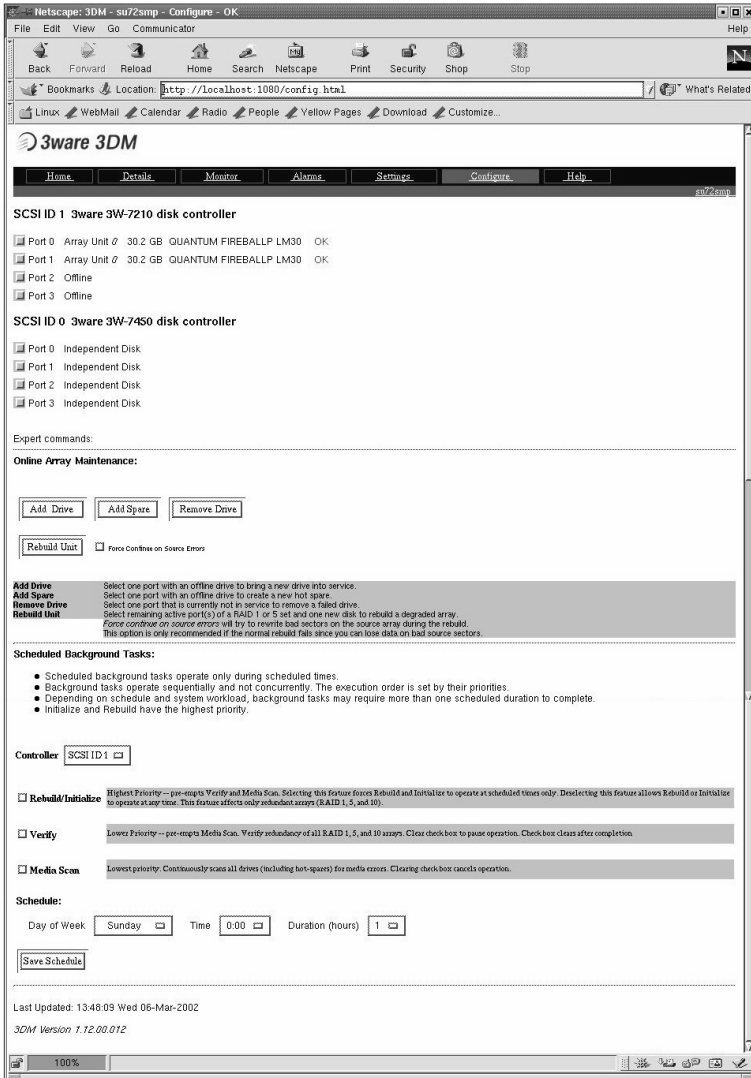 Netscape: 3DM - su72smp - Configure - OK
File Edit View Go Communicator Help
Back Forward Reload Home Search Netscape Print Security Shop Stop
My
N
Bookmarks Location: http://localhost:1080/config.html What's Related
Linux WebMail Calendar Radio People Yellow Pages Download Customize...
3ware 3DM
Home Details Monitor Alarms Settings Configure Help
su72smp
SCSI ID 1 3ware 3W-7210 disk controller
Port 0 Array Unit 0 30.2 GB QUANTUM FIREBALLP LM30 OK
Port 1 Array Unit 0 30.2 GB QUANTUM FIREBALLP LM30 OK
Port 2 Offline
Port 3 Offline
SCSI ID 0 3ware 3W-7450 disk controller
Port 0 Independent Disk
Port 1 Independent Disk
Port 2 Independent Disk
Port 3 Independent Disk
Expert commands:
Online Array Maintenance:
Add Drive Add Spare Remove Drive
Rebuild Unit Force Continue on Source Errors
Add Drive Select one port with an offline drive to bring a new drive into service.
Add Spare Select one port with an offline drive to create a new hot spare.
Remove Drive Select one port that is currently not in service to remove a failed drive.
Rebuild Unit Select remaining active port(s) of a RAID 1 or 5 set and one new disk to rebuild a degraded array.
Force continue on source errors will try to rewrite bad sectors on the source array during the rebuild.
This option is only recommended if the normal rebuild fails since you can lose data on bad source sectors.
Scheduled Background Tasks:
Scheduled background tasks operate only during scheduled times.
Background tasks operate sequentially and not concurrently. The execution order is set by their priorities.
Depending on schedule and system workload, background tasks may require more than one scheduled duration to complete.
Initialize and Rebuild have the highest priority.
Controller SCSI ID 1
Rebuild/Initialize Highest Priority -- pre-empts Verify and Media Scan. Selecting this feature forces Rebuild and Initialize to operate at scheduled times only. Deselecting this feature allows Rebuild or Initialize
to operate at any time. This feature affects only redundant arrays (RAID 1, 5, and 10).
Verify Lower Priority -- pre-empts Media Scan. Verify redundancy of all RAID 1, 5, and 10 arrays. Clear check box to pause operation. Check box clears after completion.
Media Scan Lowest priority. Continuously scans all drives (including hot-spares) for media errors. Clearing check box cancels operation.
Schedule:
Day of Week Sunday Time 0:00 Duration (hours) 1
Save Schedule
Last Updated: 13:48:09 Wed 06-Mar-2002
3DM Version 1.12.00.012
100%